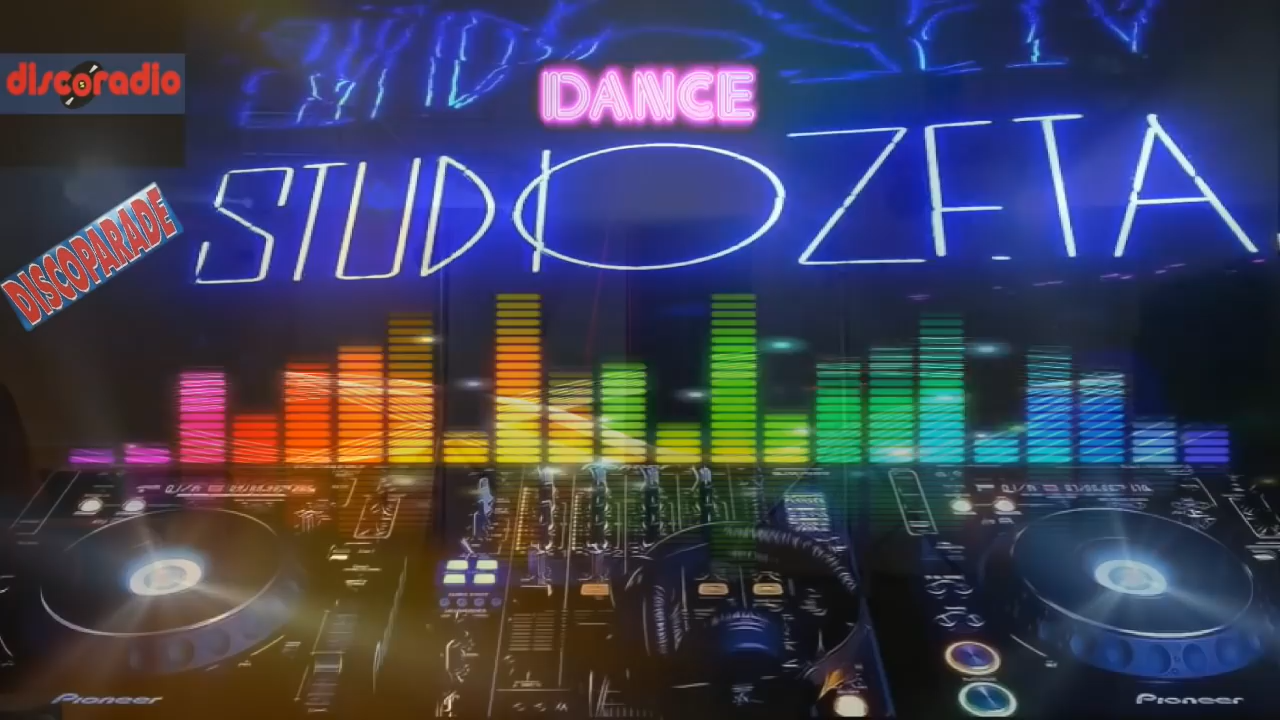 discoradio
DANCE
STUDIO ZETA
DISCOPARADE
Pioneer
Pioneer